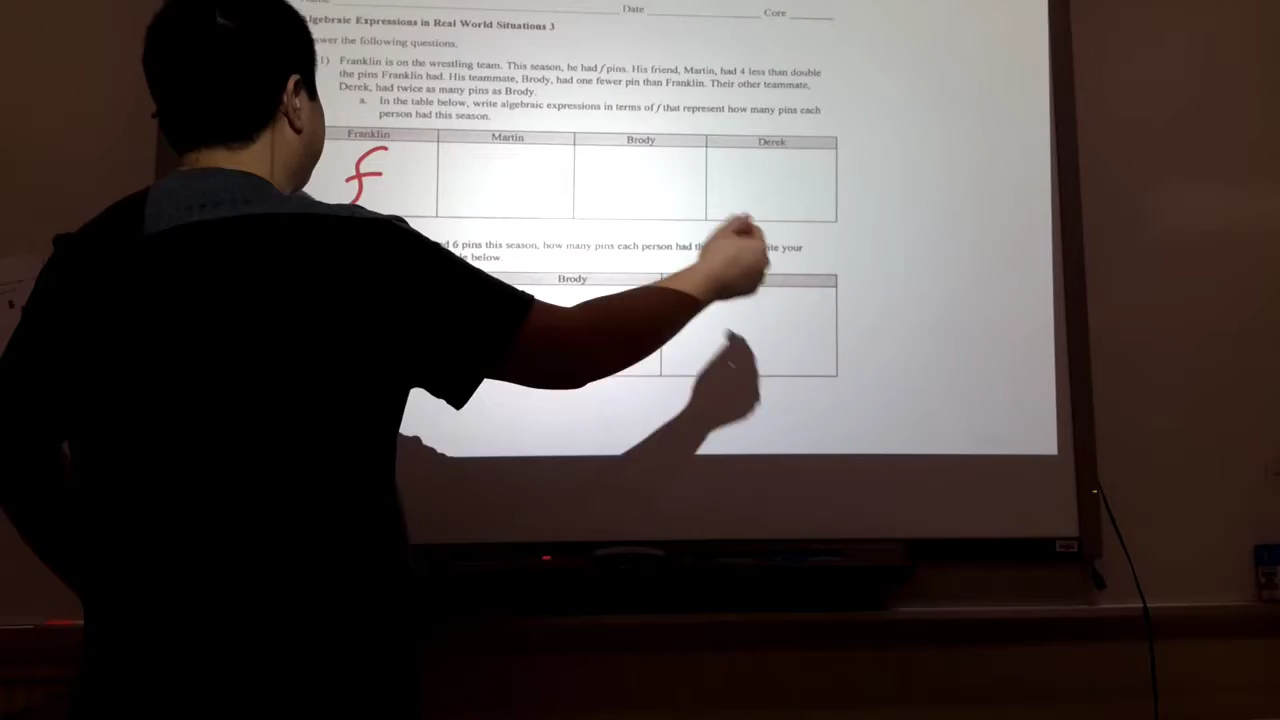 Date Core
lgebraic Expressions in Real World Situations 3
wer the following questions.
1) Franklin is on the wrestling team. This season, he had f pins. His friend, Martin, had 4 less than double
the pins Franklin had. His teammate, Brody, had one fewer pin than Franklin. Their other teammate,
Derek, had twice as many pins as Brody.
a. In the table below, write algebraic expressions in terms of f that represent how many pins each
person had this season.
Franklin Martin Brody Derek
f
d 6 pins this season, how many pins each person had th ite your
le below.
Brody